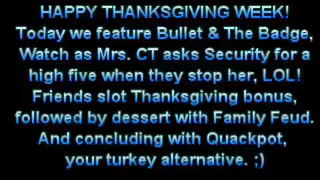 HAPPY THANKSGIVING WEEK!
Today we feature Bullet & The Badge,
Watch as Mrs. CT asks Security for a
high five when they stop her, LOL!
Friends slot Thanksgiving bonus,
followed by dessert with Family Feud.
And concluding with Quackpot,
your turkey alternative. ;)